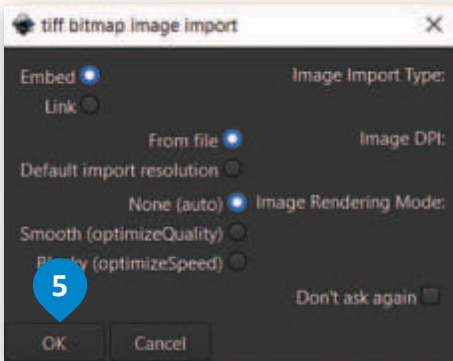 tiff bitmap image import
Embed Image Import Type:
Link
From file Image DPI:
Default import resolution
None (auto) Image Rendering Mode:
Smooth (optimizeQuality)
(optimizeSpeed)
5
Don't ask again
OK Cancel